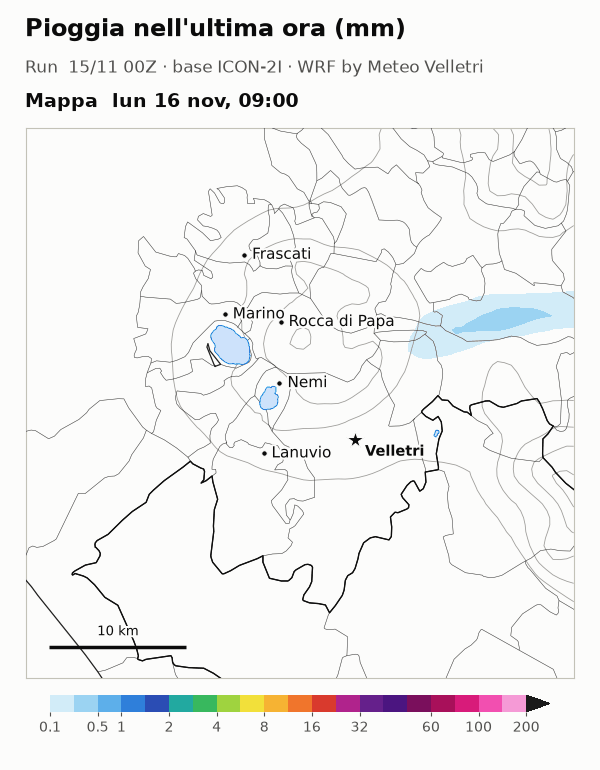 Pioggia nell'ultima ora (mm)
Run  15/11 00Z · base ICON-2I · WRF by Meteo Velletri
Mappa  lun 16 nov, 09:00
Frascati
Marino
Rocca di Papa
Nemi
Velletri
Lanuvio
10 km
0.1 0.5 1 2 4 8 16 32 60 100 200